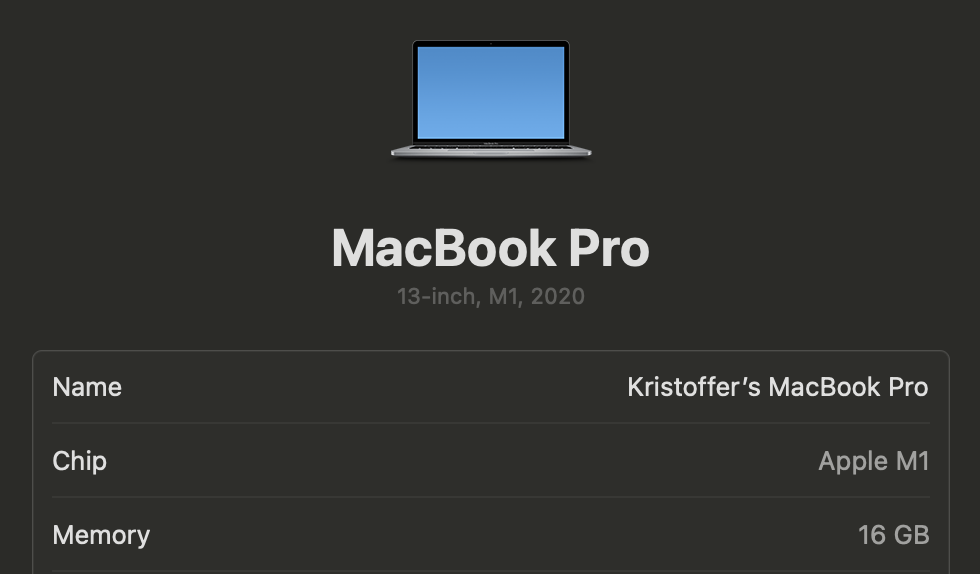 MacBook Pro
13-inch, M1, 2020
Name Kristoffer’s MacBook Pro
Chip Apple M1
Memory 16 GB